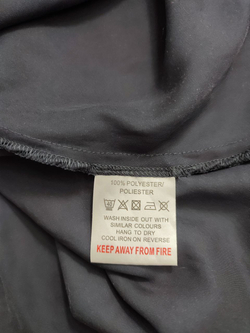 100% POLYESTER/
POLIESTER
WASH INSIDE OUT WITH
SIMILAR COLOURS
HANG TO DRY
COOL IRON ON REVERSE
KEEP AWAY FROM FIRE